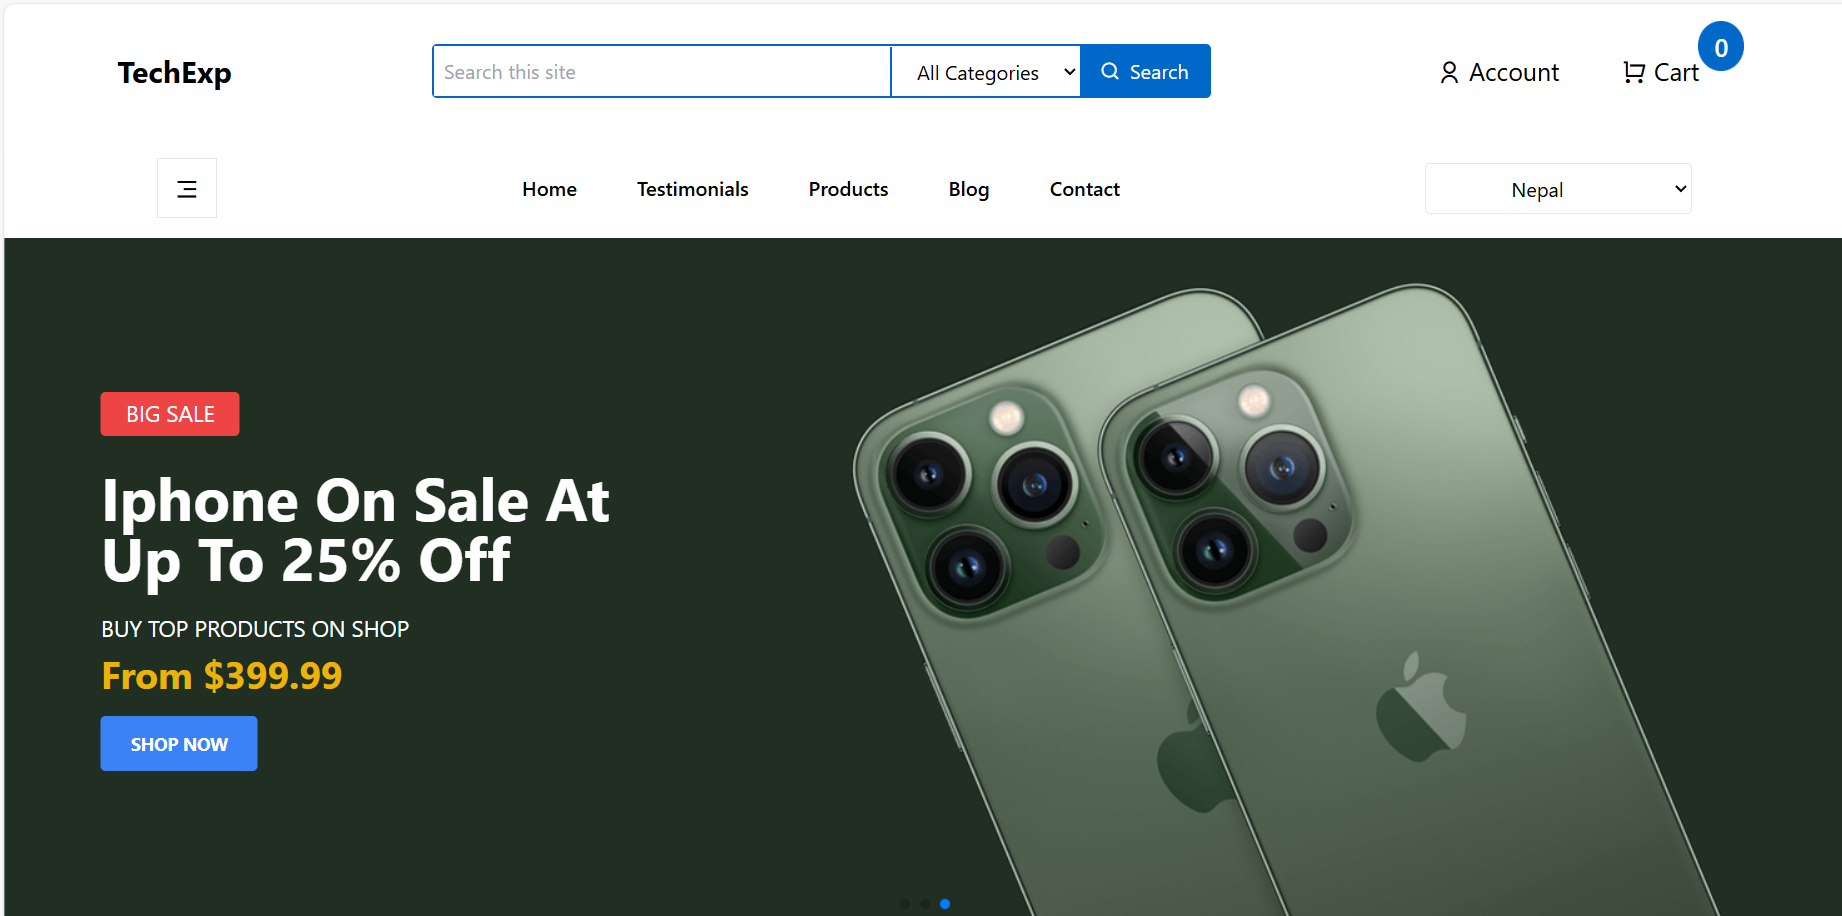 TechExp
Search this site
All Categories
Search
Account
Cart
0
Home
Testimonials
Products
Blog
Contact
Nepal
BIG SALE
Iphone On Sale At
Up To 25% Off
BUY TOP PRODUCTS ON SHOP
From $399.99
SHOP NOW